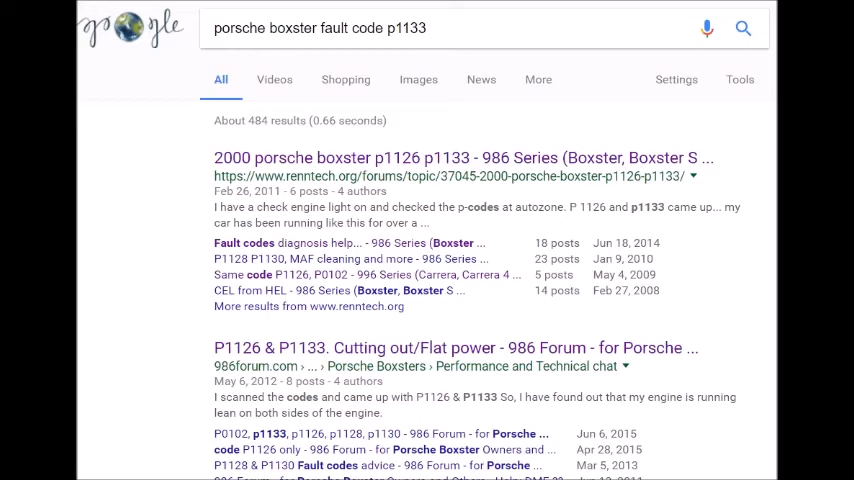 google
porsche boxster fault code p1133
All Videos Shopping Images News More Settings Tools
About 484 results (0.66 seconds)
2000 porsche boxster p1126 p1133 - 986 Series (Boxster, Boxster S ...
https://www.renntech.org/forums/topic/37045-2000-porsche-boxster-p1126-p1133/
Feb 26, 2011 - 6 posts - 4 authors
I have a check engine light on and checked the p-codes at autozone. P 1126 and p1133 came up... my
car has been running like this for over a ...
Fault codes diagnosis help... - 986 Series (Boxster ... 18 posts Jun 18, 2014
P1128 P1130, MAF cleaning and more - 986 Series ... 23 posts Jan 9, 2010
Same code P1126, P0102 - 996 Series (Carrera, Carrera 4 ... 5 posts May 4, 2009
CEL from HEL - 986 Series (Boxster, Boxster S ... 14 posts Feb 27, 2008
More results from www.renntech.org
P1126 & P1133. Cutting out/Flat power - 986 Forum - for Porsche ...
986forum.com › ... › Porsche Boxsters › Performance and Technical chat
May 6, 2012 - 8 posts - 4 authors
I scanned the codes and came up with P1126 & P1133 So, I have found out that my engine is running
lean on both sides of the engine.
P0102, p1133, p1126, p1128, p1130 - 986 Forum - for Porsche ... Jun 6, 2015
code P1126 only - 986 Forum - for Porsche Boxster Owners and ... Apr 28, 2015
P1128 & P1130 Fault codes advice - 986 Forum - for Porsche ... Mar 5, 2013